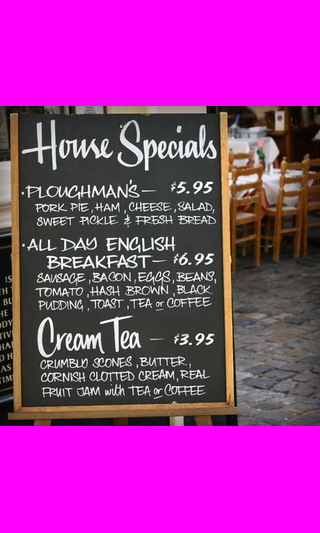 House Specials
· PLOUGHMAN'S — $5.95
PORK PIE, HAM, CHEESE, SALAD,
SWEET PICKLE & FRESH BREAD
· ALL DAY ENGLISH
BREAKFAST — $6.95
SAUSAGE, BACON, EGGS, BEANS,
TOMATO, HASH BROWN, BLACK
PUDDING, TOAST, TEA or COFFEE
Cream Tea — $3.95
CRUMBLD SCONES, BUTTER,
CORNISH CLOTTED CREAM, REAL
FRUIT JAM with TEA or COFFEE